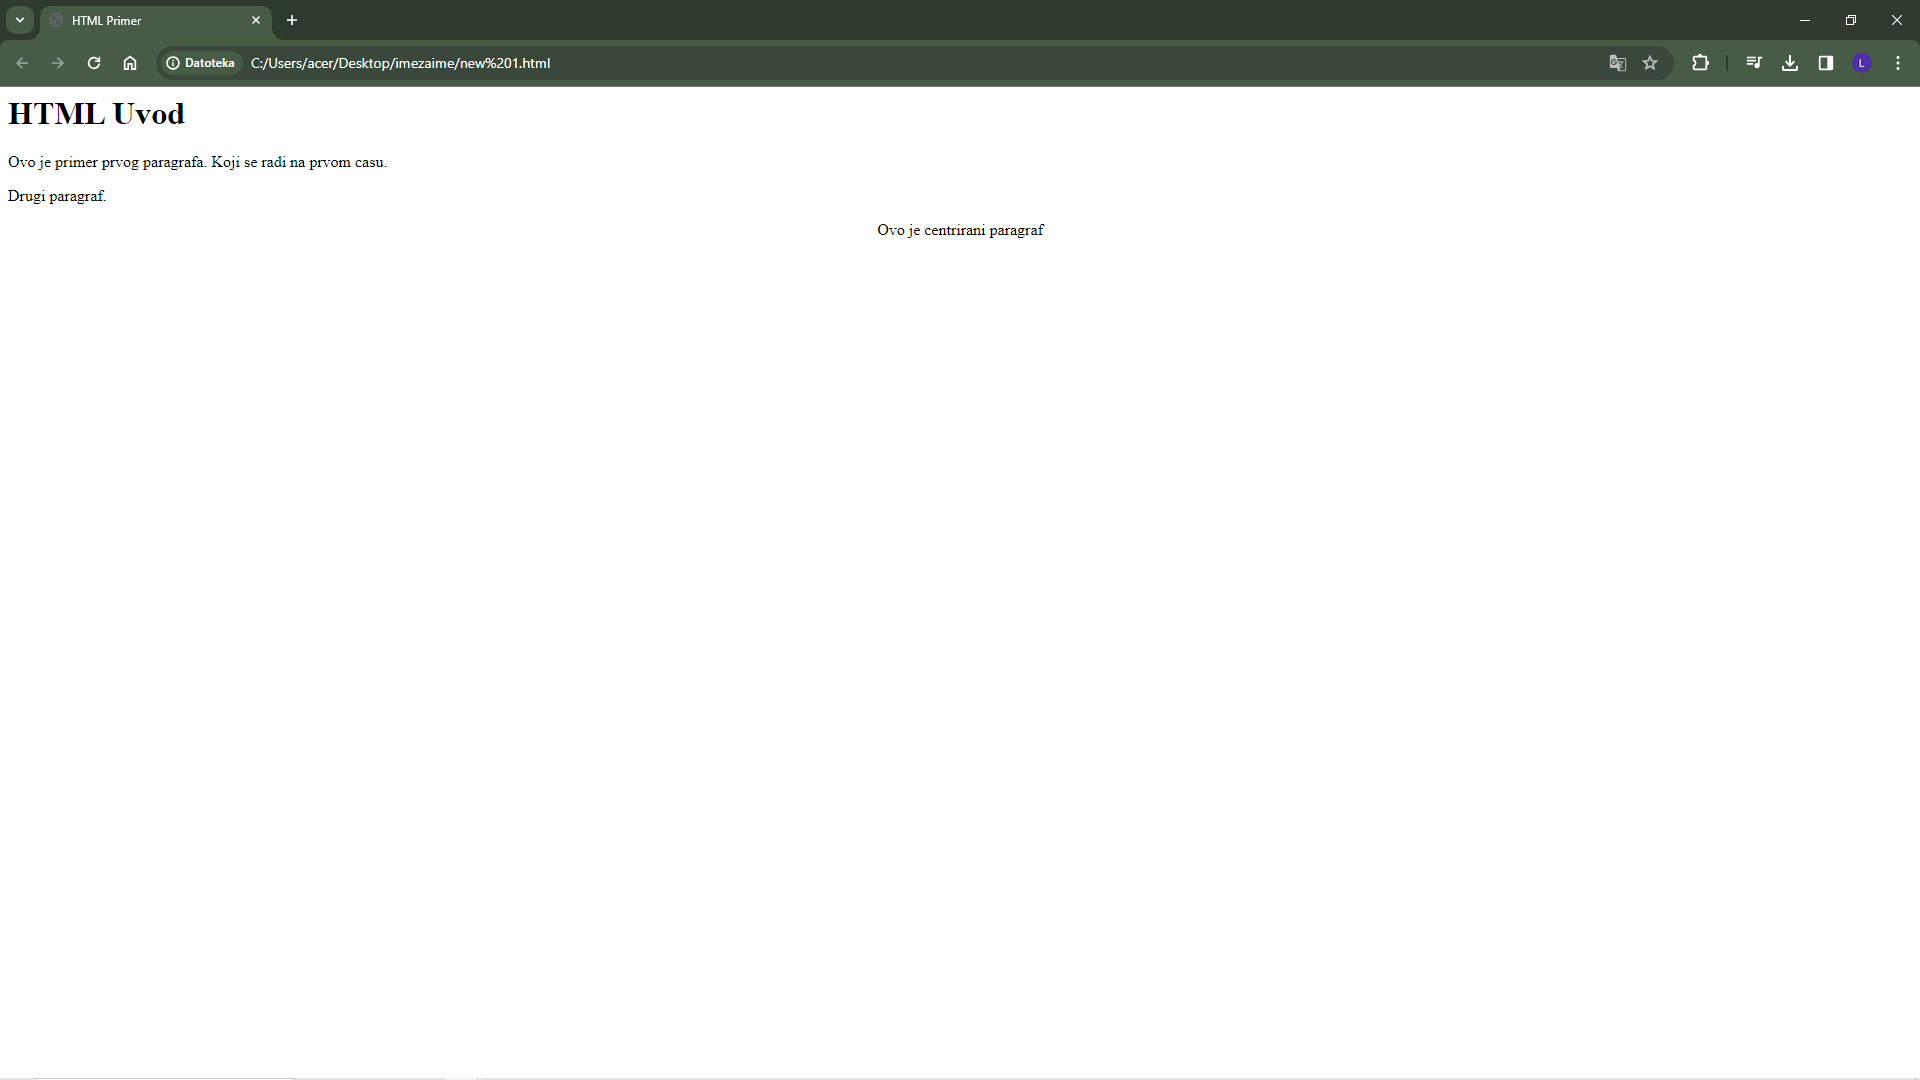 HTML Primer
Datoteka C:/Users/acer/Desktop/imezaime/new%201.html
L
HTML Uvod
Ovo je primer prvog paragrafa. Koji se radi na prvom casu.
Drugi paragraf.
Ovo je centrirani paragraf